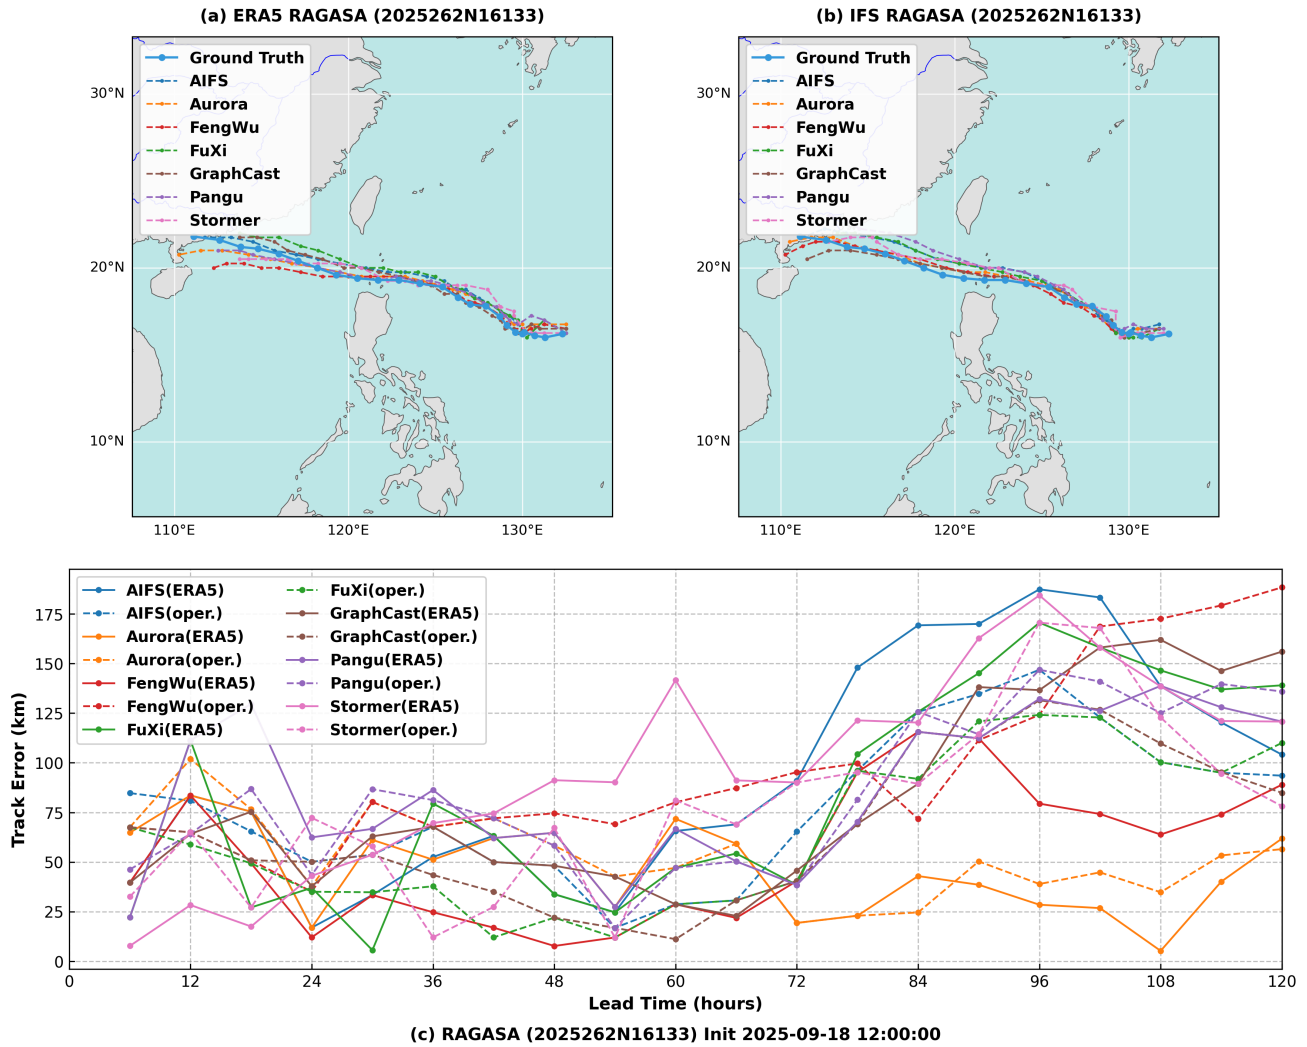 (a) ERA5 RAGASA (2025262N16133)
Ground Truth
AIFS
Aurora
FengWu
FuXi
GraphCast
Pangu
Stormer
30°N
20°N
10°N
110°E
120°E
130°E
(b) IFS RAGASA (2025262N16133)
Ground Truth
AIFS
Aurora
FengWu
FuXi
GraphCast
Pangu
Stormer
30°N
20°N
10°N
110°E
120°E
130°E
AIFS(ERA5)
AIFS(oper.)
Aurora(ERA5)
Aurora(oper.)
FengWu(ERA5)
FengWu(oper.)
FuXi(ERA5)
FuXi(oper.)
GraphCast(ERA5)
GraphCast(oper.)
Pangu(ERA5)
Pangu(oper.)
Stormer(ERA5)
Stormer(oper.)
Track Error (km)
175
150
125
100
75
50
25
0
0 12 24 36 48 60 72 84 96 108 120
Lead Time (hours)
(c) RAGASA (2025262N16133) Init 2025-09-18 12:00:00